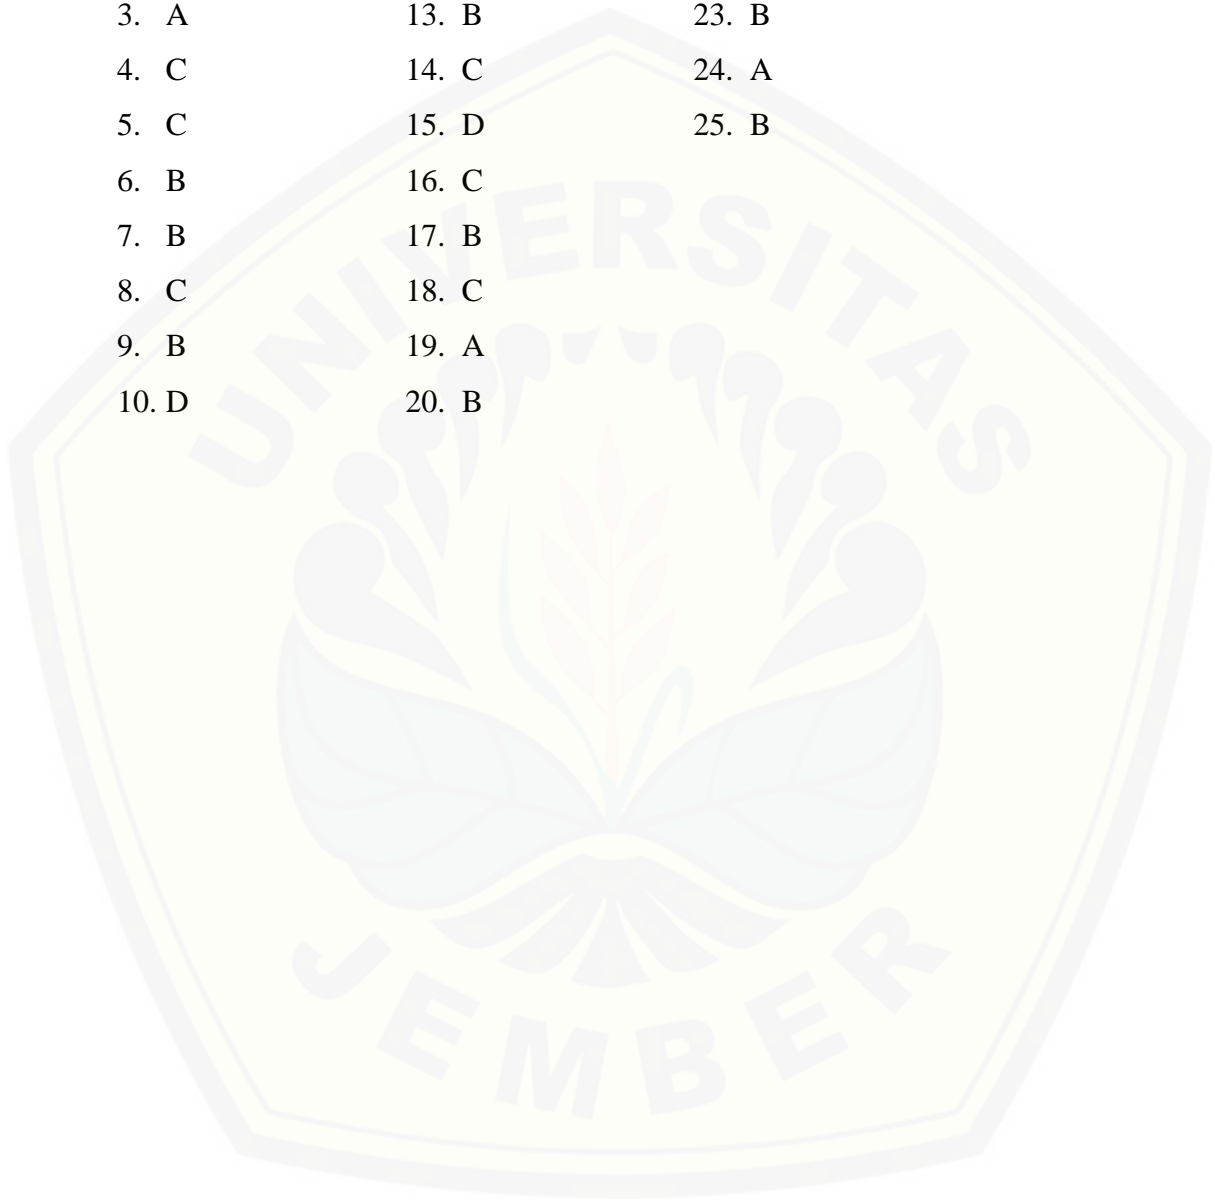 3. A
4. C
5. C
6. B
7. B
8. C
9. B
10. D
13. B
14. C
15. D
16. C
17. B
18. C
19. A
20. B
23. B
24. A
25. B
UNIVERSITAS
JEMBER